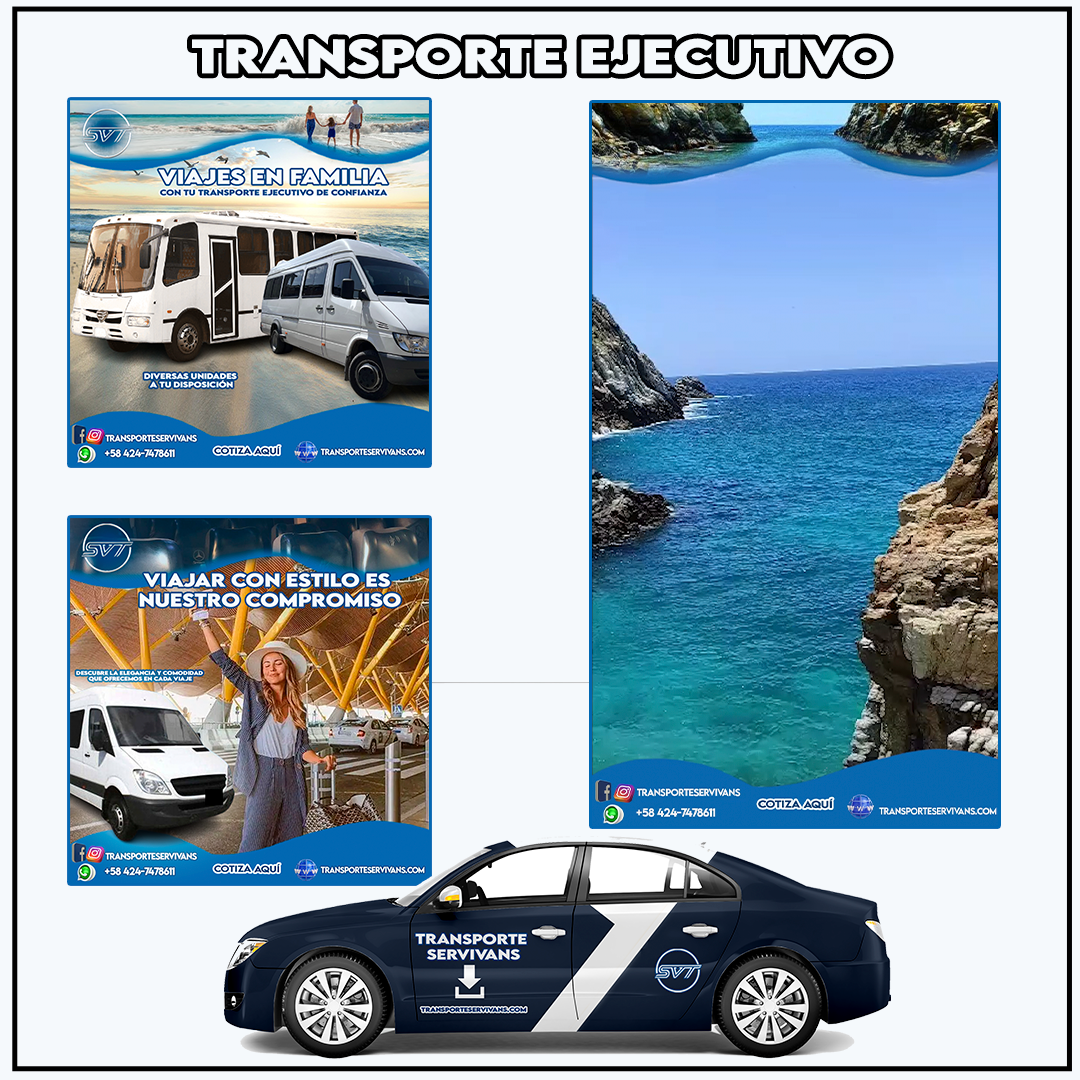 TRANSPORTE EJECUTIVO
SVT
VIAJES EN FAMILIA
CON TU TRANSPORTE EJECUTIVO DE CONFIANZA
DIVERSAS UNIDADES
A TU DISPOSICIÓN
TRANSPORTESERVIVANS
+58 424-7478611
COTIZA AQUÍ
WWW
TRANSPORTESERVIVANS.COM
SVT
VIAJAR CON ESTILO ES
NUESTRO COMPROMISO
DESCUBRE LA ELEGANCIA Y COMODIDAD
QUE OFRECEMOS EN CADA VIAJE
TRANSPORTESERVIVANS
+58 424-7478611
COTIZA AQUÍ
WWW
TRANSPORTESERVIVANS.COM
TRANSPORTESERVIVANS
+58 424-7478611
COTIZA AQUÍ
WWW
TRANSPORTESERVIVANS.COM
TRANSPORTE
SERVIVANS
TRANSPORTESERVIVANS.COM
SVT